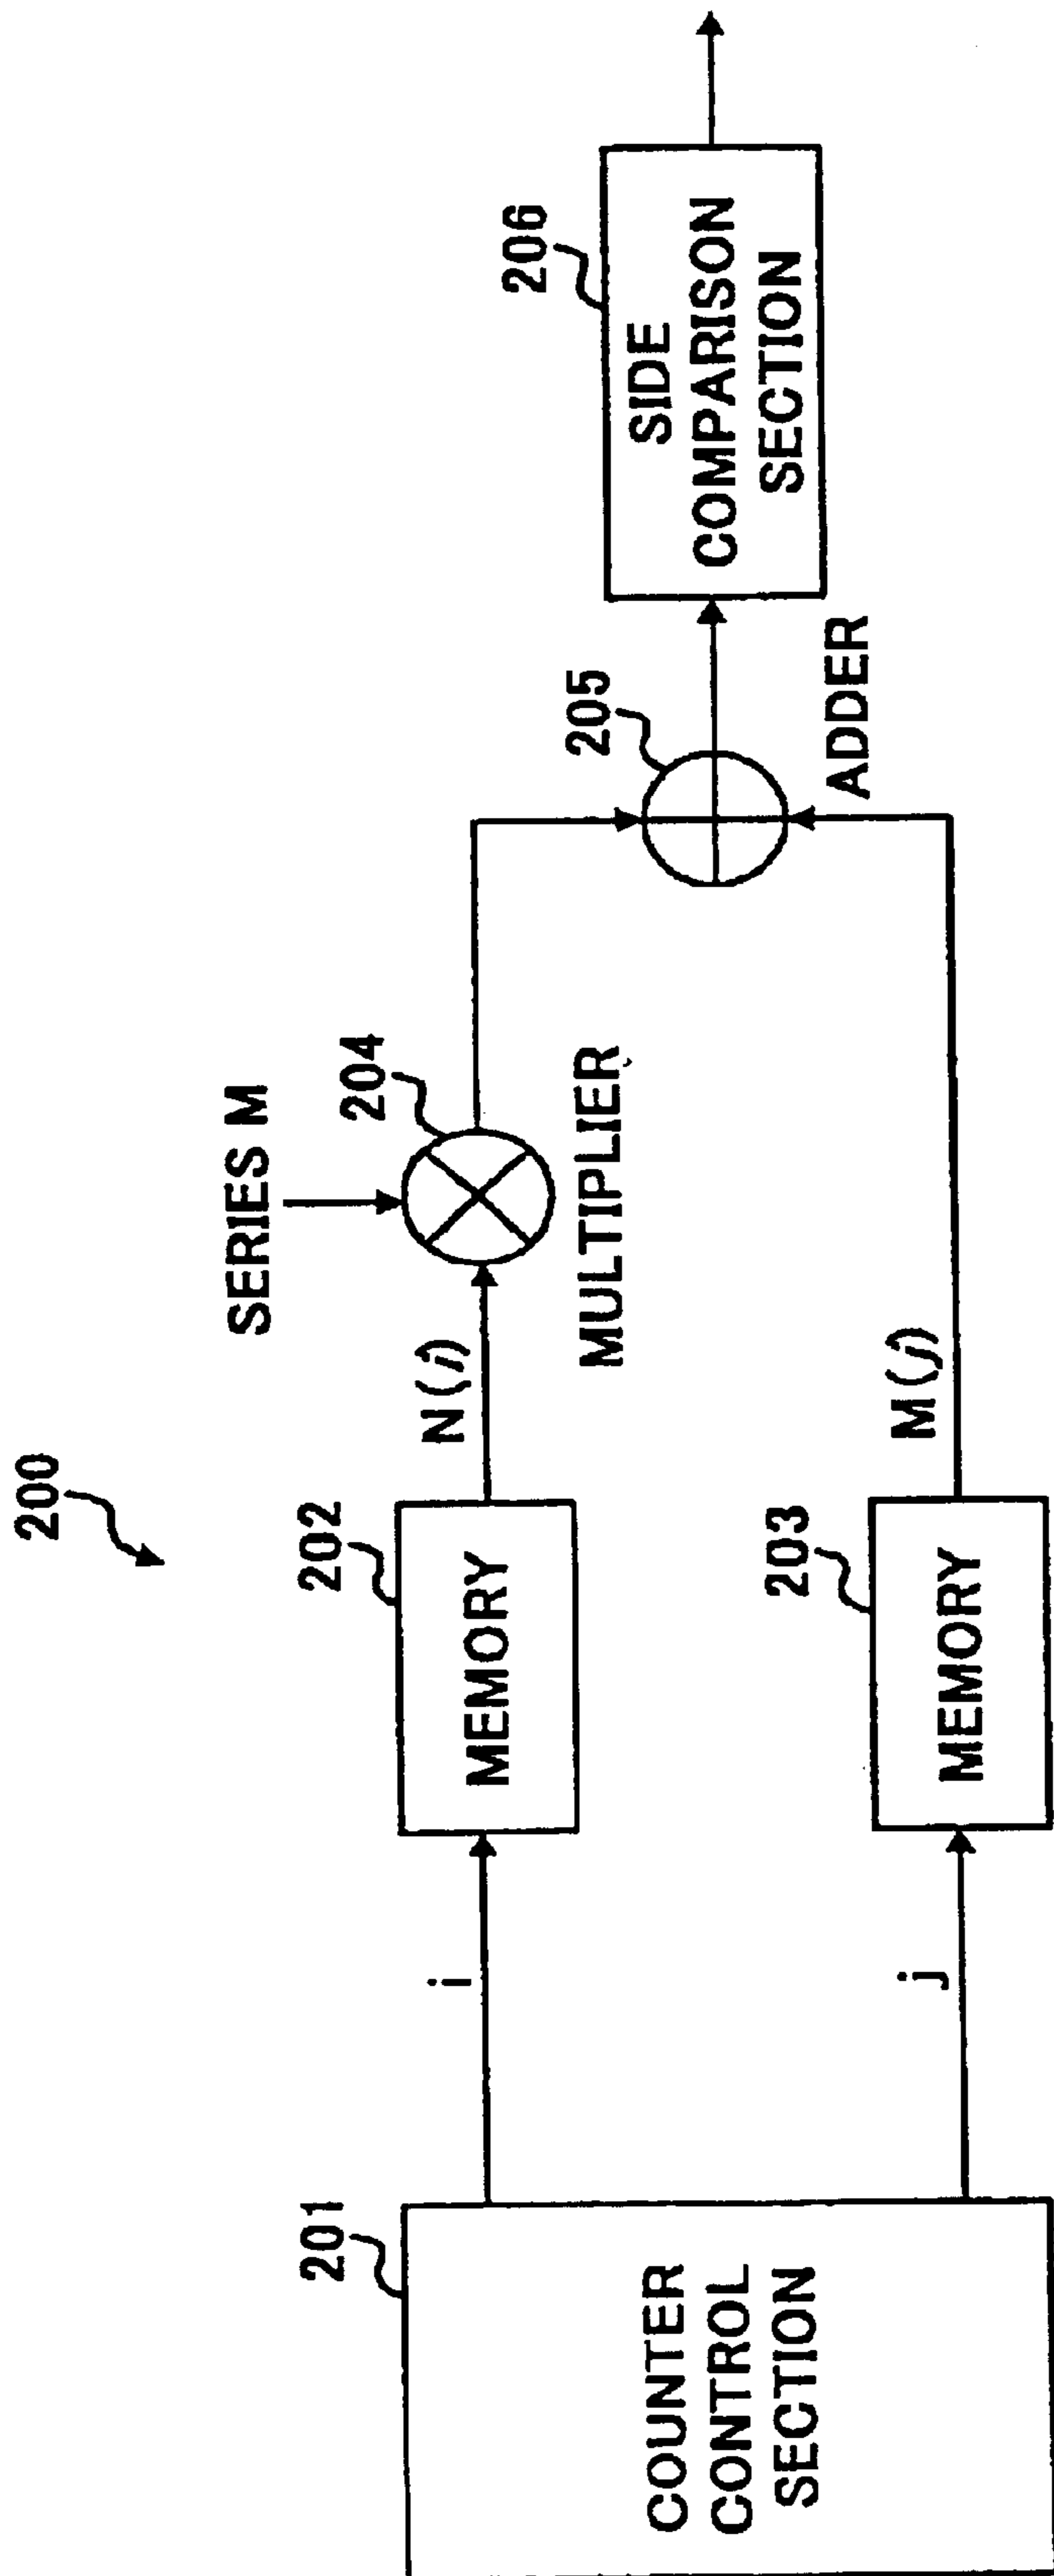 200
201
COUNTER
CONTROL
SECTION
i
j
202
MEMORY
203
MEMORY
N(i)
M(j)
SERIES M
204
MULTIPLIER
205
ADDER
206
SIDE
COMPARISON
SECTION